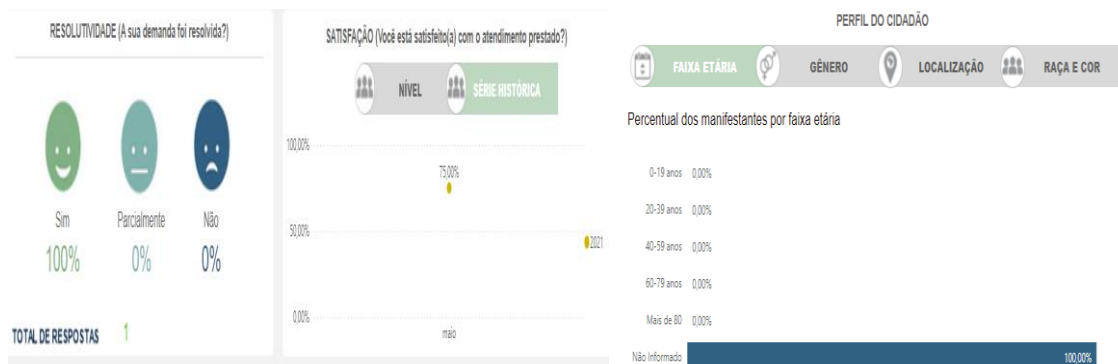 RESOLUTIVIDADE (A sua demanda foi resolvida?)
Sim
Parcialmente
Não
100%
0%
0%
TOTAL DE RESPOSTAS 1
SATISFAÇÃO (Você está satisfeito(a) com o atendimento prestado?)
NÍVEL
SÉRIE HISTÓRICA
100,00%
75,00%
50,00%
2021
0,00%
maio
PERFIL DO CIDADÃO
FAIXA ETÁRIA
GÊNERO
LOCALIZAÇÃO
RAÇA E COR
Percentual dos manifestantes por faixa etária
0-19 anos 0,00%
20-39 anos 0,00%
40-59 anos 0,00%
60-79 anos 0,00%
Mais de 80 0,00%
Não Informado 100,00%